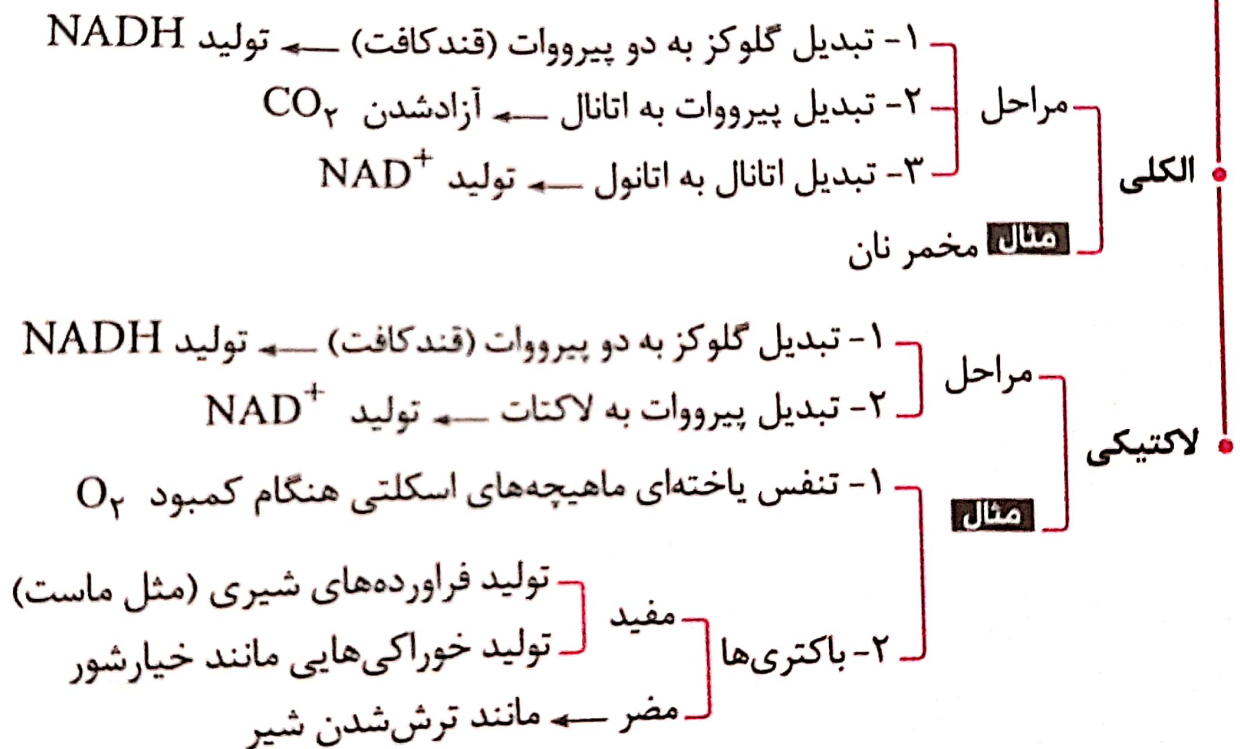 الکلی
مراحل
۱- تبدیل گلوکز به دو پیرووات (قندکافت) ← تولید NADH
۲- تبدیل پیرووات به اتانال ← آزادشدن CO₂
۳- تبدیل اتانال به اتانول ← تولید NAD⁺
مثال مخمر نان
لاکتیکی
مراحل
۱- تبدیل گلوکز به دو پیرووات (قندکافت) ← تولید NADH
۲- تبدیل پیرووات به لاکتات ← تولید NAD⁺
مثال
۱- تنفس یاخته‌ای ماهیچه‌های اسکلتی هنگام کمبود O₂
۲- باکتری‌ها
مفید
تولید فراورده‌های شیری (مثل ماست)
تولید خوراکی‌هایی مانند خیارشور
مضر ← مانند ترش‌شدن شیر